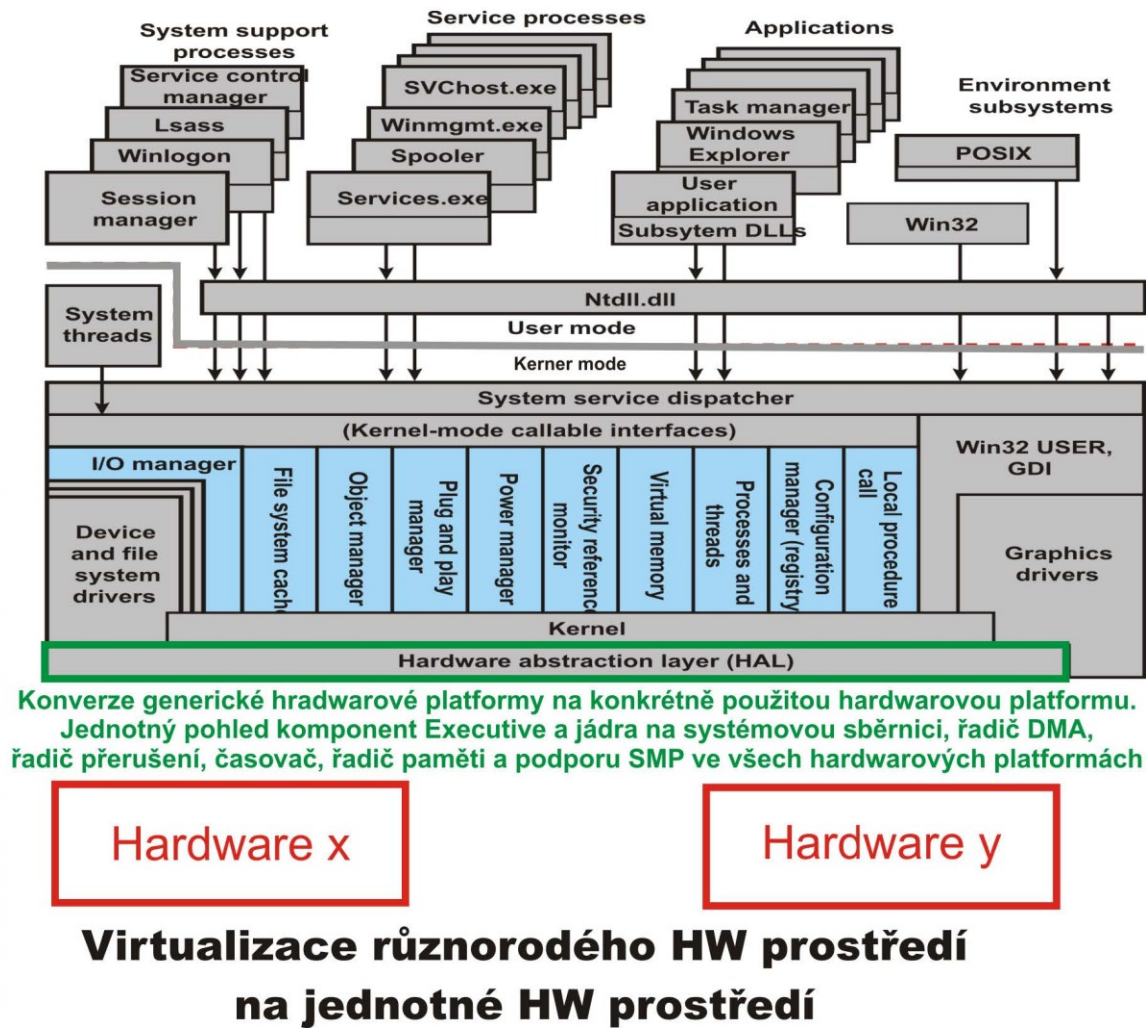 System support
processes
Service processes
Applications
Environment
subsystems
Service control
manager
Lsass
Winlogon
Session
manager
SVChost.exe
Winmgmt.exe
Spooler
Services.exe
Task manager
Windows
Explorer
User
application
Subsytem DLLs
POSIX
Win32
System
threads
Ntdll.dll
User mode
Kerner mode
System service dispatcher
(Kernel-mode callable interfaces)
Win32 USER,
GDI
I/O manager
Device
and file
system
drivers
File system cache
Object manager
Plug and play
manager
Power manager
Security reference
monitor
Virtual memory
Processes and
threads
Configuration
manager (registry
Local procedure
call
Graphics
drivers
Kernel
Hardware abstraction layer (HAL)
Konverze generické hradwarové platformy na konkrétně použitou hardwarovou platformu.
Jednotný pohled komponent Executive a jádra na systémovou sběrnici, řadič DMA,
řadič přerušení, časovač, řadič paměti a podporu SMP ve všech hardwarových platformách
Hardware x
Hardware y
Virtualizace různorodého HW prostředí
na jednotné HW prostředí